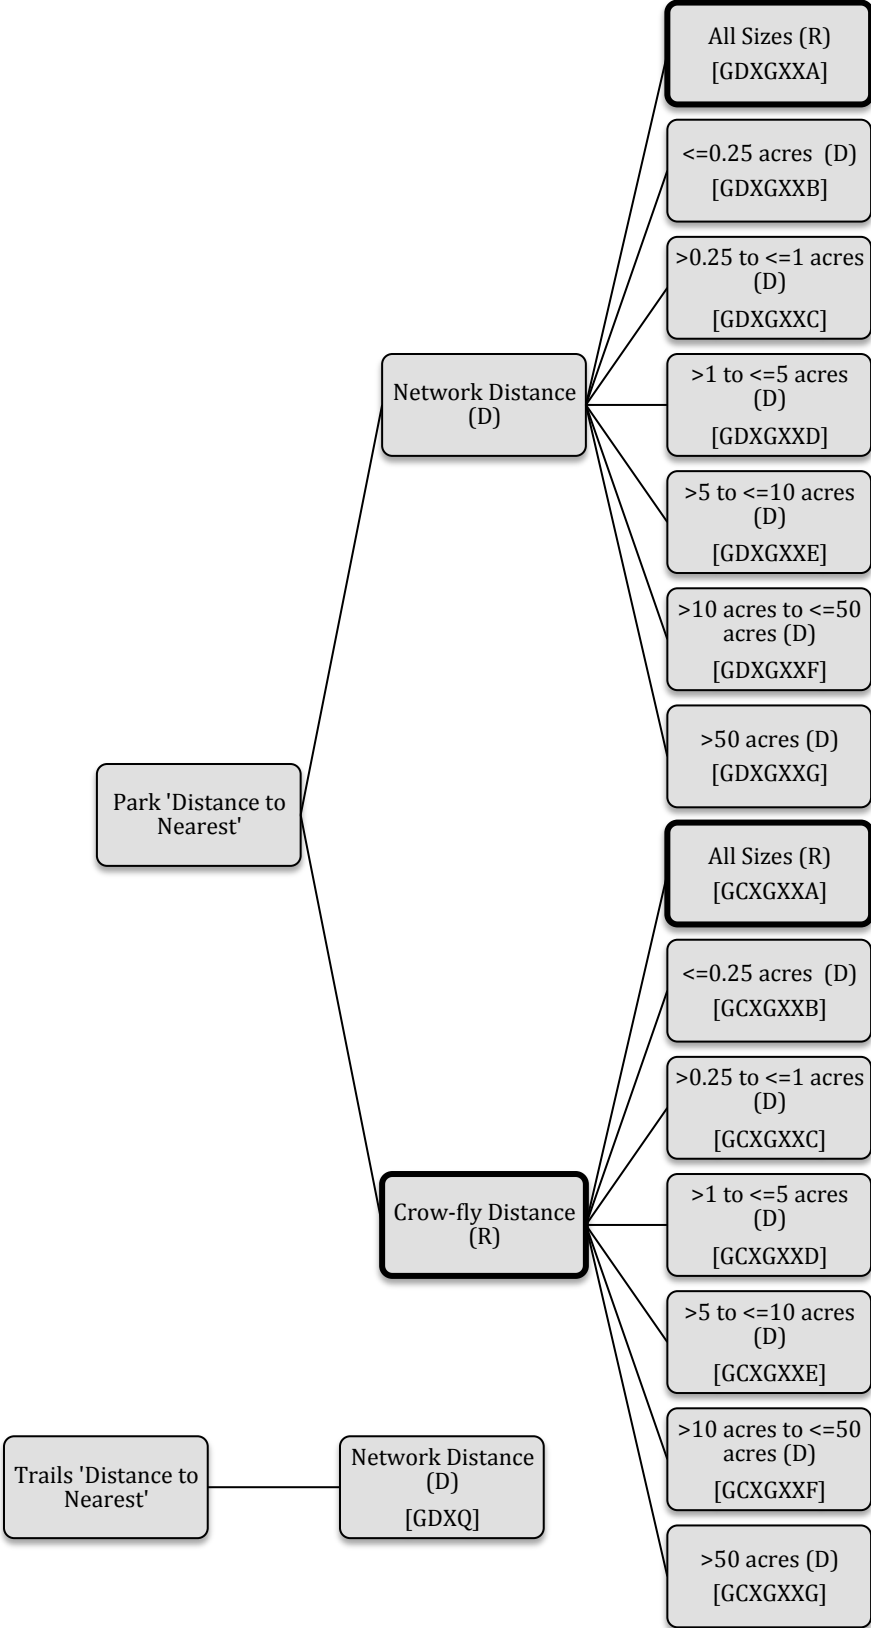 Park 'Distance to
Nearest'
Network Distance
(D)
All Sizes (R)
[GDXGXXA]
<=0.25 acres  (D)
[GDXGXXB]
>0.25 to <=1 acres
(D)
[GDXGXXC]
>1 to <=5 acres
(D)
[GDXGXXD]
>5 to <=10 acres
(D)
[GDXGXXE]
>10 acres to <=50
acres (D)
[GDXGXXF]
>50 acres (D)
[GDXGXXG]
Crow-fly Distance
(R)
All Sizes (R)
[GCXGXXA]
<=0.25 acres  (D)
[GCXGXXB]
>0.25 to <=1 acres
(D)
[GCXGXXC]
>1 to <=5 acres
(D)
[GCXGXXD]
>5 to <=10 acres
(D)
[GCXGXXE]
>10 acres to <=50
acres (D)
[GCXGXXF]
>50 acres (D)
[GCXGXXG]
Trails 'Distance to
Nearest'
Network Distance
(D)
[GDXQ]